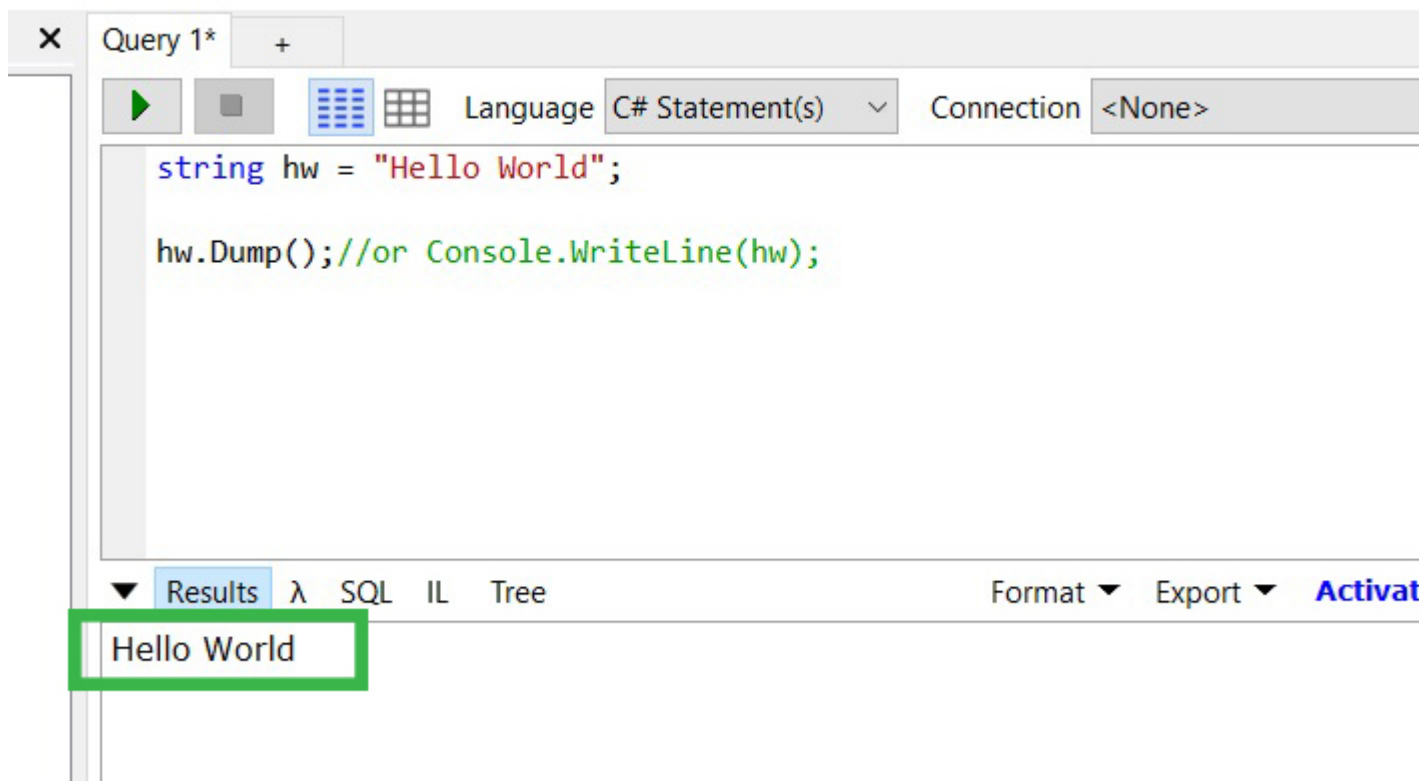 Query 1* +
Language C# Statement(s) Connection <None>
string hw = "Hello World";
hw.Dump();//or Console.WriteLine(hw);
Results λ SQL IL Tree Format Export Activat
Hello World